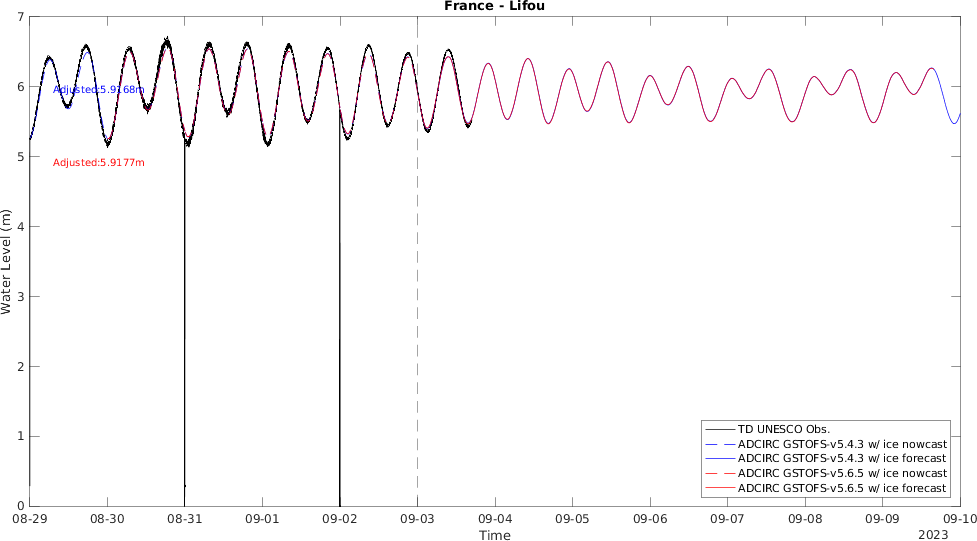 France - Lifou
7
6
5
4
3
2
1
0
Water Level (m)
Adjusted:5.9168m
Adjusted:5.9177m
TD UNESCO Obs.
ADCIRC GSTOFS-v5.4.3 w/ ice nowcast
ADCIRC GSTOFS-v5.4.3 w/ ice forecast
ADCIRC GSTOFS-v5.6.5 w/ ice nowcast
ADCIRC GSTOFS-v5.6.5 w/ ice forecast
08-29 08-30 08-31 09-01 09-02 09-03 09-04 09-05 09-06 09-07 09-08 09-09 09-10
Time
2023